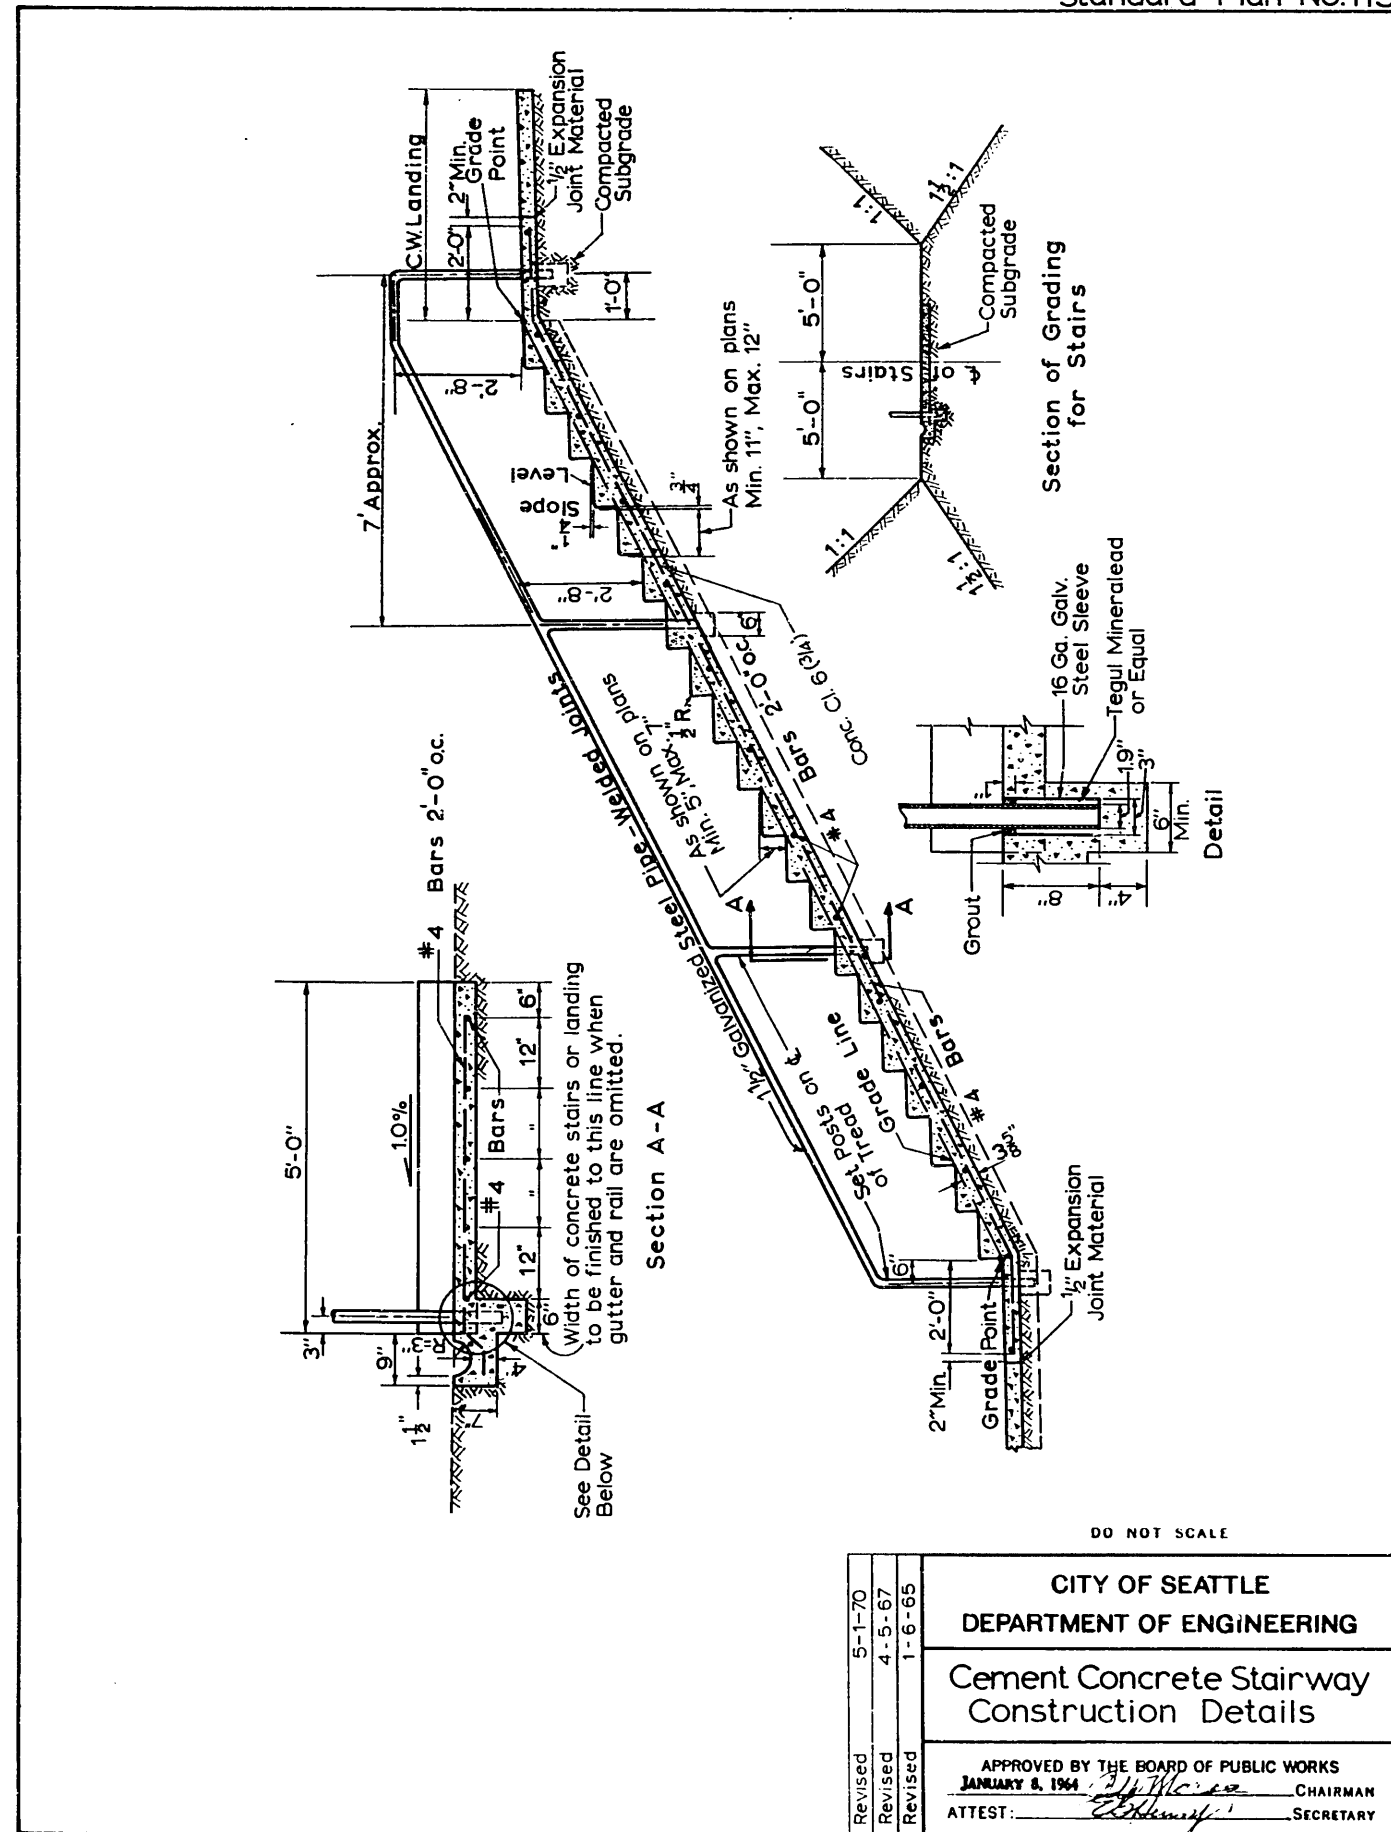 C.W. Landing
2'-0"
2" Min.
Grade
Point
1/2" Expansion
Joint Material
Compacted
Subgrade
1'-0"
7' Approx.
2'-8"
Level
Slope
1/4"
3/4"
As shown on plans
Min. 11", Max. 12"
2'-8"
6"
1 1/2" Galvanized Steel Pipe-Welded Joints
As shown on plans
Min. 5", Max. 7"
1/2" R.
#4 Bars 2'-0" o.c.
Conc. Cl. 6 (3/4)
A
A
Set Posts on ℄
of Tread
Grade Line
#4 Bars
3 5/8"
6"
2'-0"
2" Min.
Grade Point
1/2" Expansion
Joint Material
5'-0"
5'-0"
1:1
1 1/2:1
1:1
1 1/2:1
℄ of Stairs
Compacted
Subgrade
Section of Grading
for Stairs
16 Ga. Galv.
Steel Sleeve
Tegul Mineralead
or Equal
1"
1.9"
3"
6"
Min.
Grout
8"
4"
Detail
5'-0"
1.0%
#4 Bars 2'-0" o.c.
3"
9"
1 1/2"
R=3"
7"
4"
#4 Bars
6"
12"
"
"
12"
6"
Width of concrete stairs or landing
to be finished to this line when
gutter and rail are omitted.
See Detail
Below
Section A-A
DO NOT SCALE
Revised 5-1-70
Revised 4-5-67
Revised 1-6-65
CITY OF SEATTLE
DEPARTMENT OF ENGINEERING
Cement Concrete Stairway
Construction Details
APPROVED BY THE BOARD OF PUBLIC WORKS
JANUARY 8, 1964 CHAIRMAN
ATTEST: SECRETARY